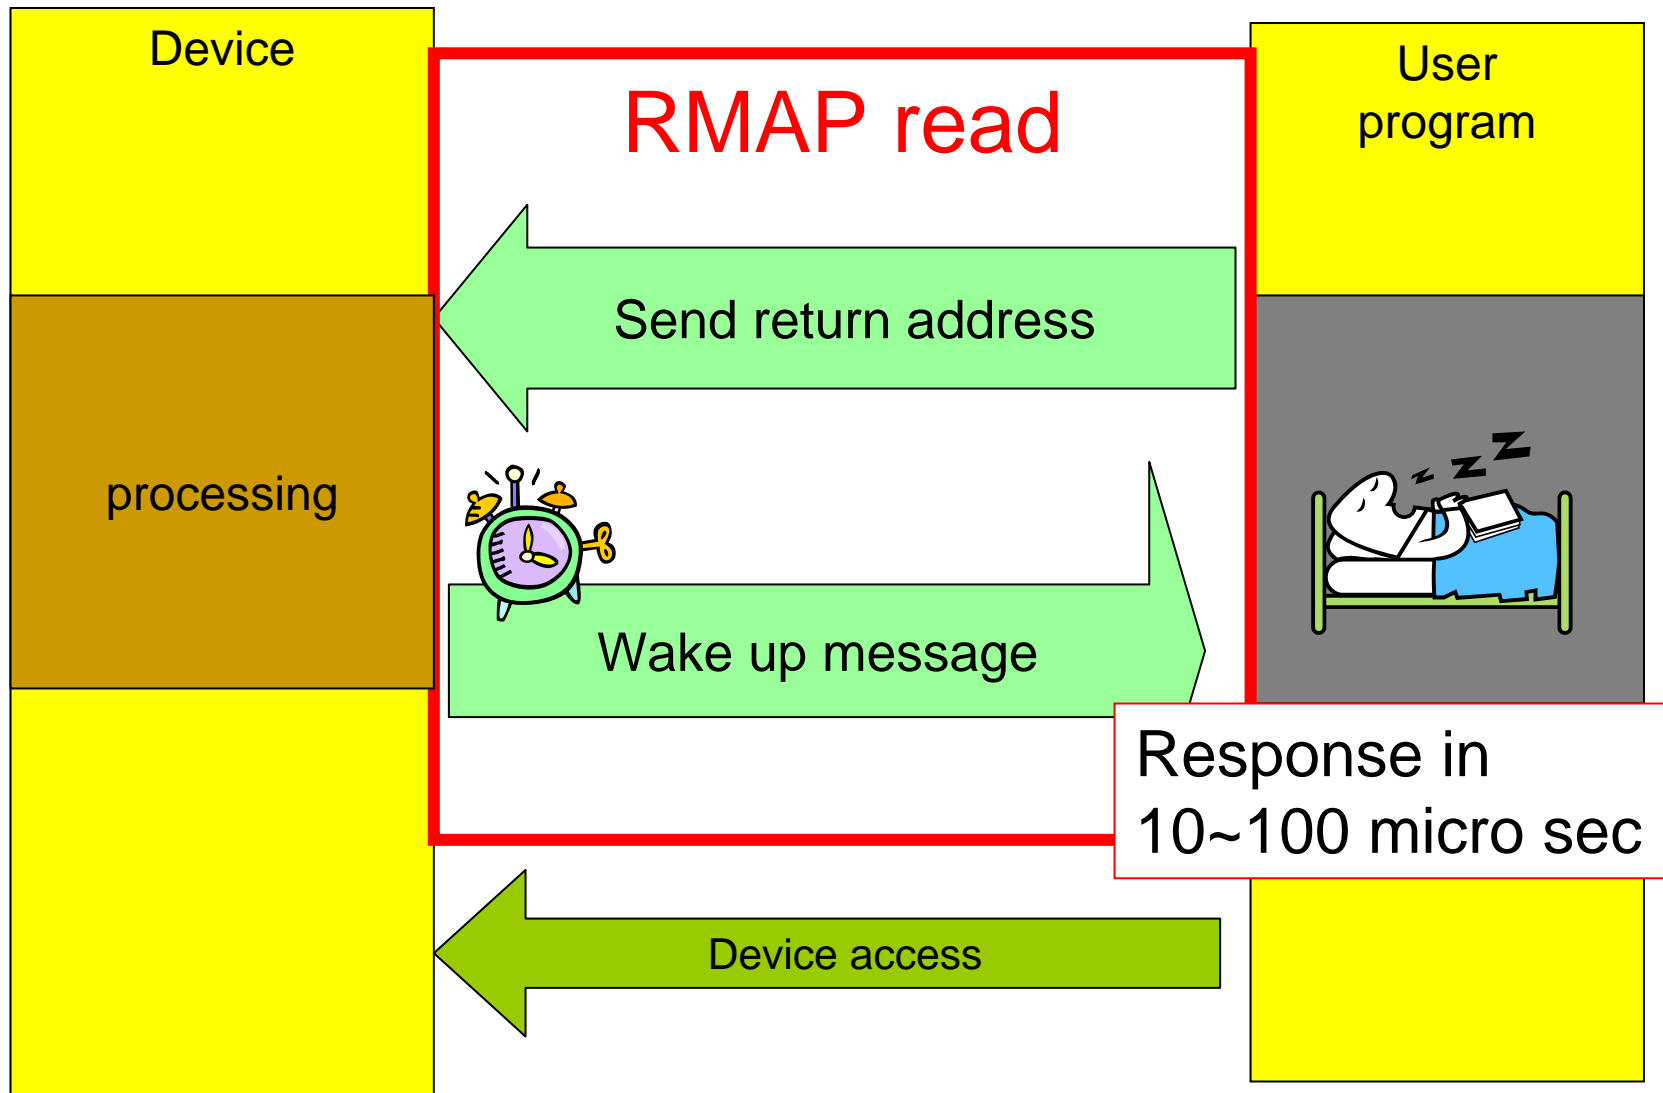 Device
RMAP read
User
program
Send return address
processing
z z z
Wake up message
Response in
10~100 micro sec
Device access